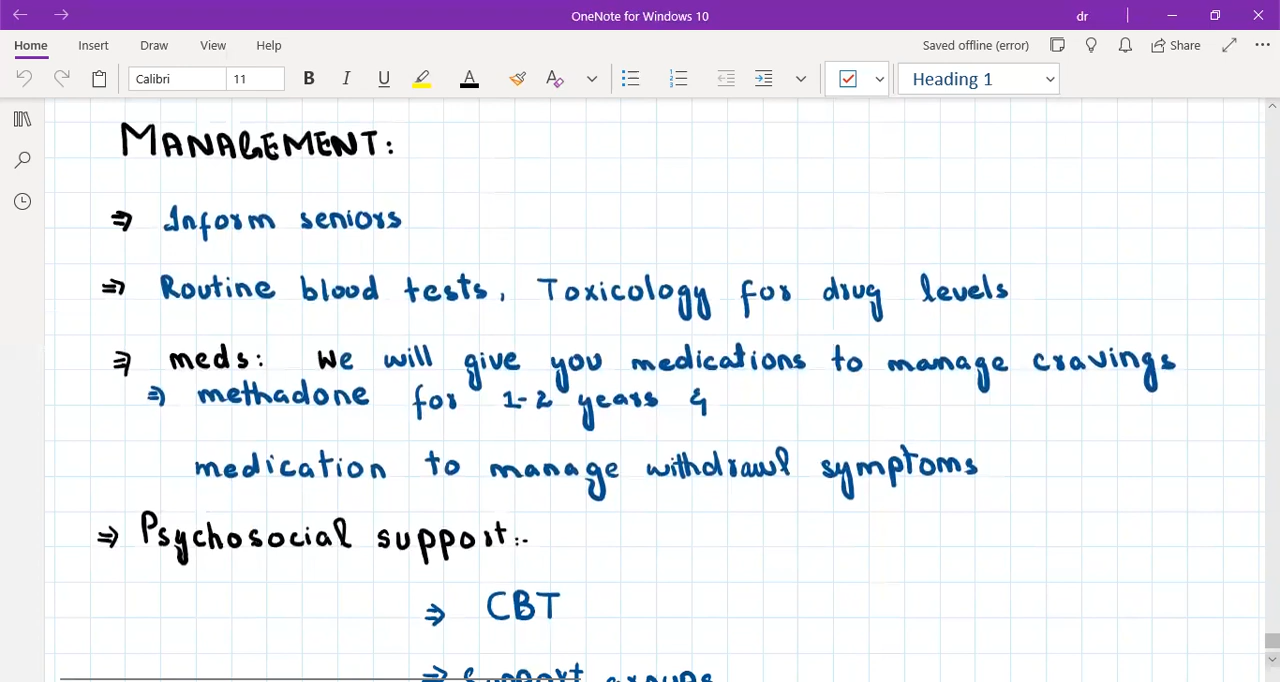 OneNote for Windows 10
dr
Home Insert Draw View Help
Saved offline (error)
Share
Calibri 11 B I U A A Heading 1
MANAGEMENT:
⇒ Inform seniors
⇒ Routine blood tests, Toxicology for drug levels
⇒ meds: We will give you medications to manage cravings
⇒ methadone for 1-2 years &
medication to manage withdrawl symptoms
⇒ Psychosocial support:-
⇒ CBT
⇒ Support groups